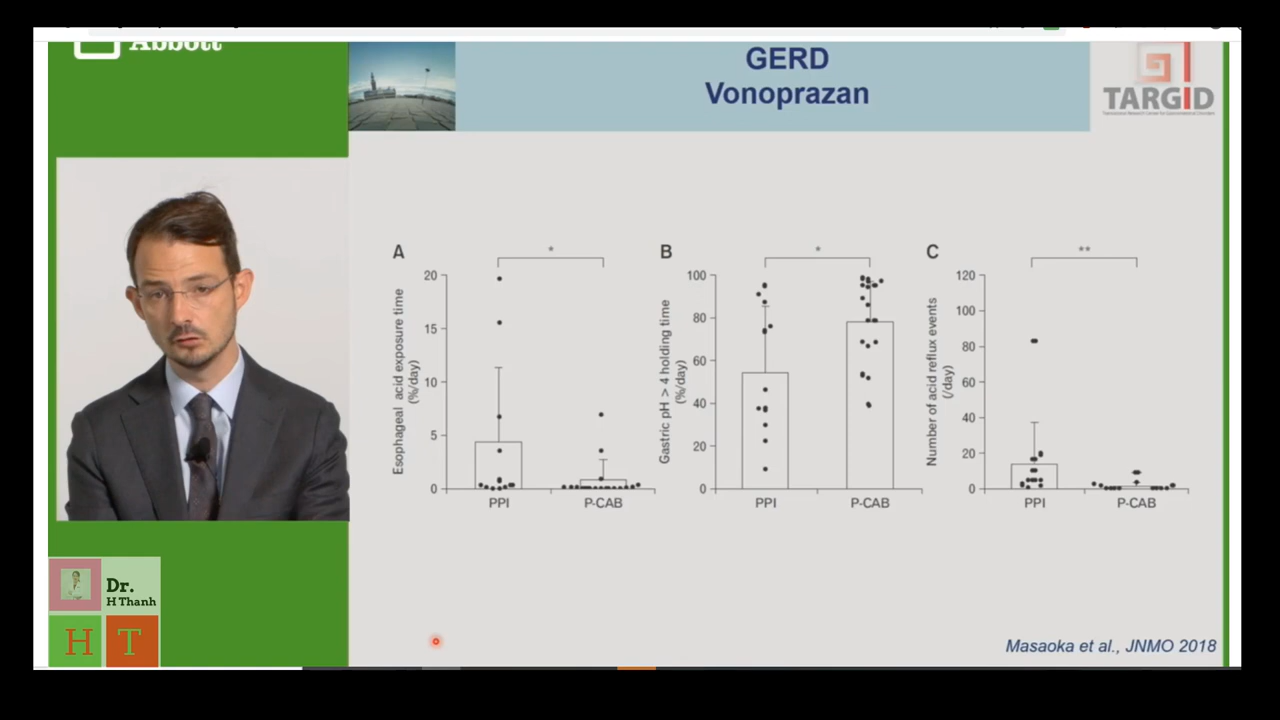 Abbott
GERD
Vonoprazan
TARGID
A
*
Esophageal acid exposure time
(%/day)
20
15
10
5
0
PPI
P-CAB
B
*
Gastric pH > 4 holding time
(%/day)
100
80
60
40
20
0
PPI
P-CAB
C
**
Number of acid reflux events
(/day)
120
100
80
60
40
20
0
PPI
P-CAB
Dr.
H Thanh
H T
Masaoka et al., JNMO 2018